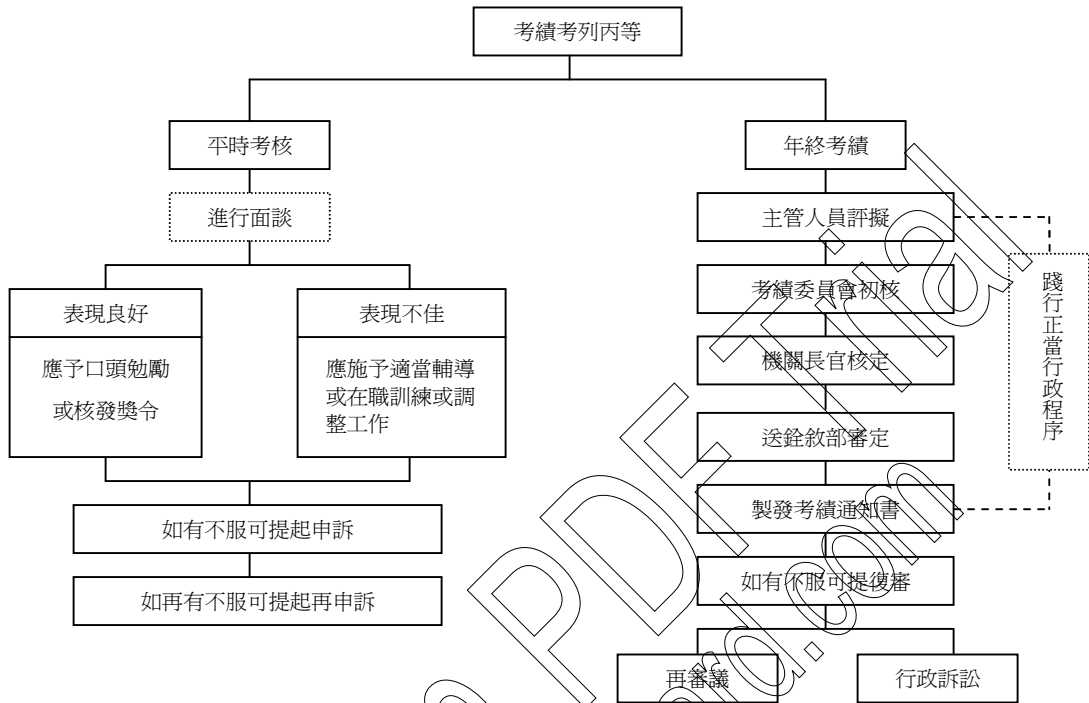 考績考列丙等
平時考核
進行面談
表現良好
應予口頭勉勵
或核發獎令
表現不佳
應施予適當輔導
或在職訓練或調
整工作
如有不服可提起申訴
如再有不服可提起再申訴
年終考績
主管人員評擬
考績委員會初核
機關長官核定
送銓敘部審定
製發考績通知書
如有不服可提復審
再審議
行政訴訟
踐行正當行政程序
PDF Trial